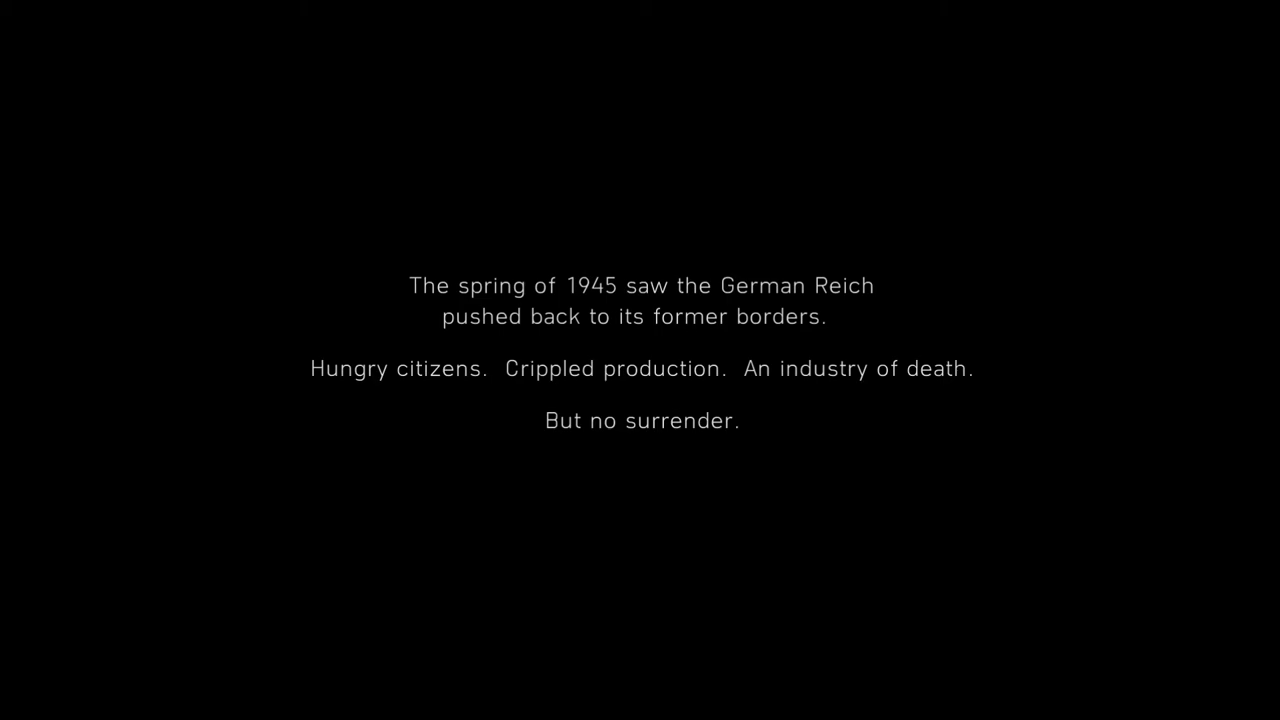 The spring of 1945 saw the German Reich
pushed back to its former borders.
Hungry citizens. Crippled production. An industry of death.
But no surrender.